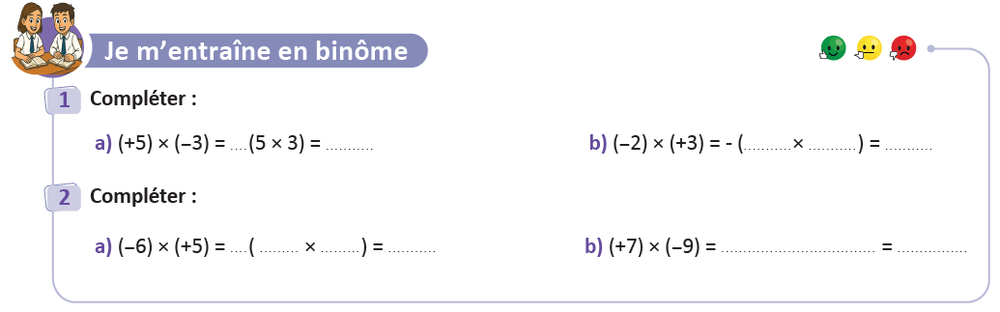 Je m’entraîne en binôme
1 Compléter :
a) (+5) × (−3) = ....(5 × 3) = ...........
b) (−2) × (+3) = - (...........× ...........) = ...........
2 Compléter :
a) (−6) × (+5) = ....( ......... × .........) = ...........
b) (+7) × (−9) = ................................... = ................